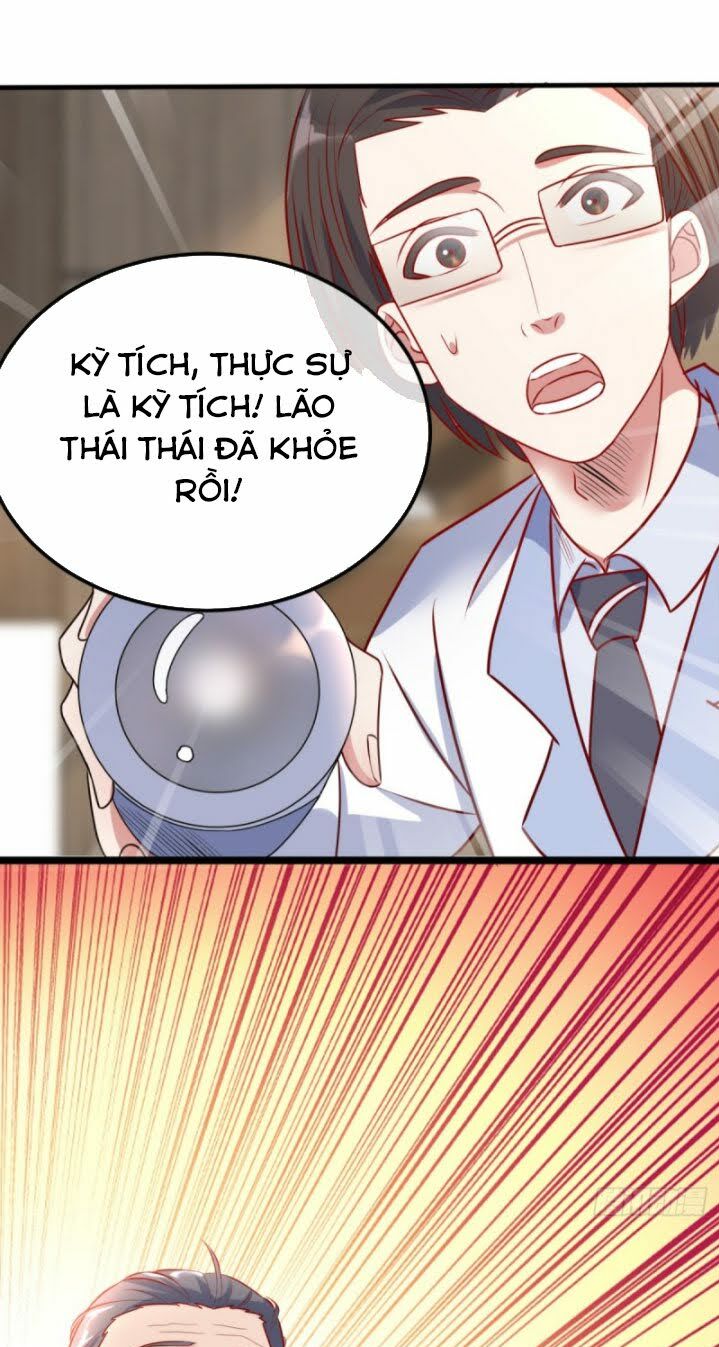 KỲ TÍCH, THỰC SỰ
LÀ KỲ TÍCH! LÃO
THÁI THÁI ĐÃ KHỎE
RỒI!